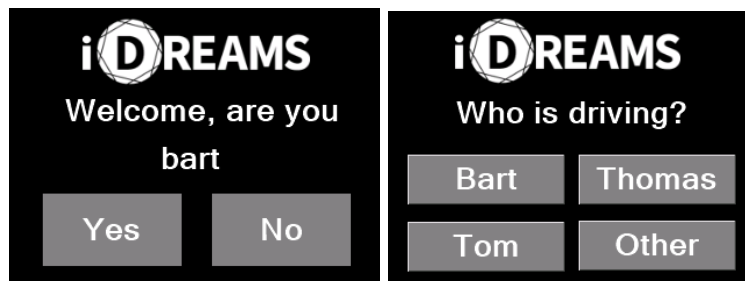 iDREAMS
Welcome, are you
bart
Yes No
iDREAMS
Who is driving?
Bart Thomas
Tom Other